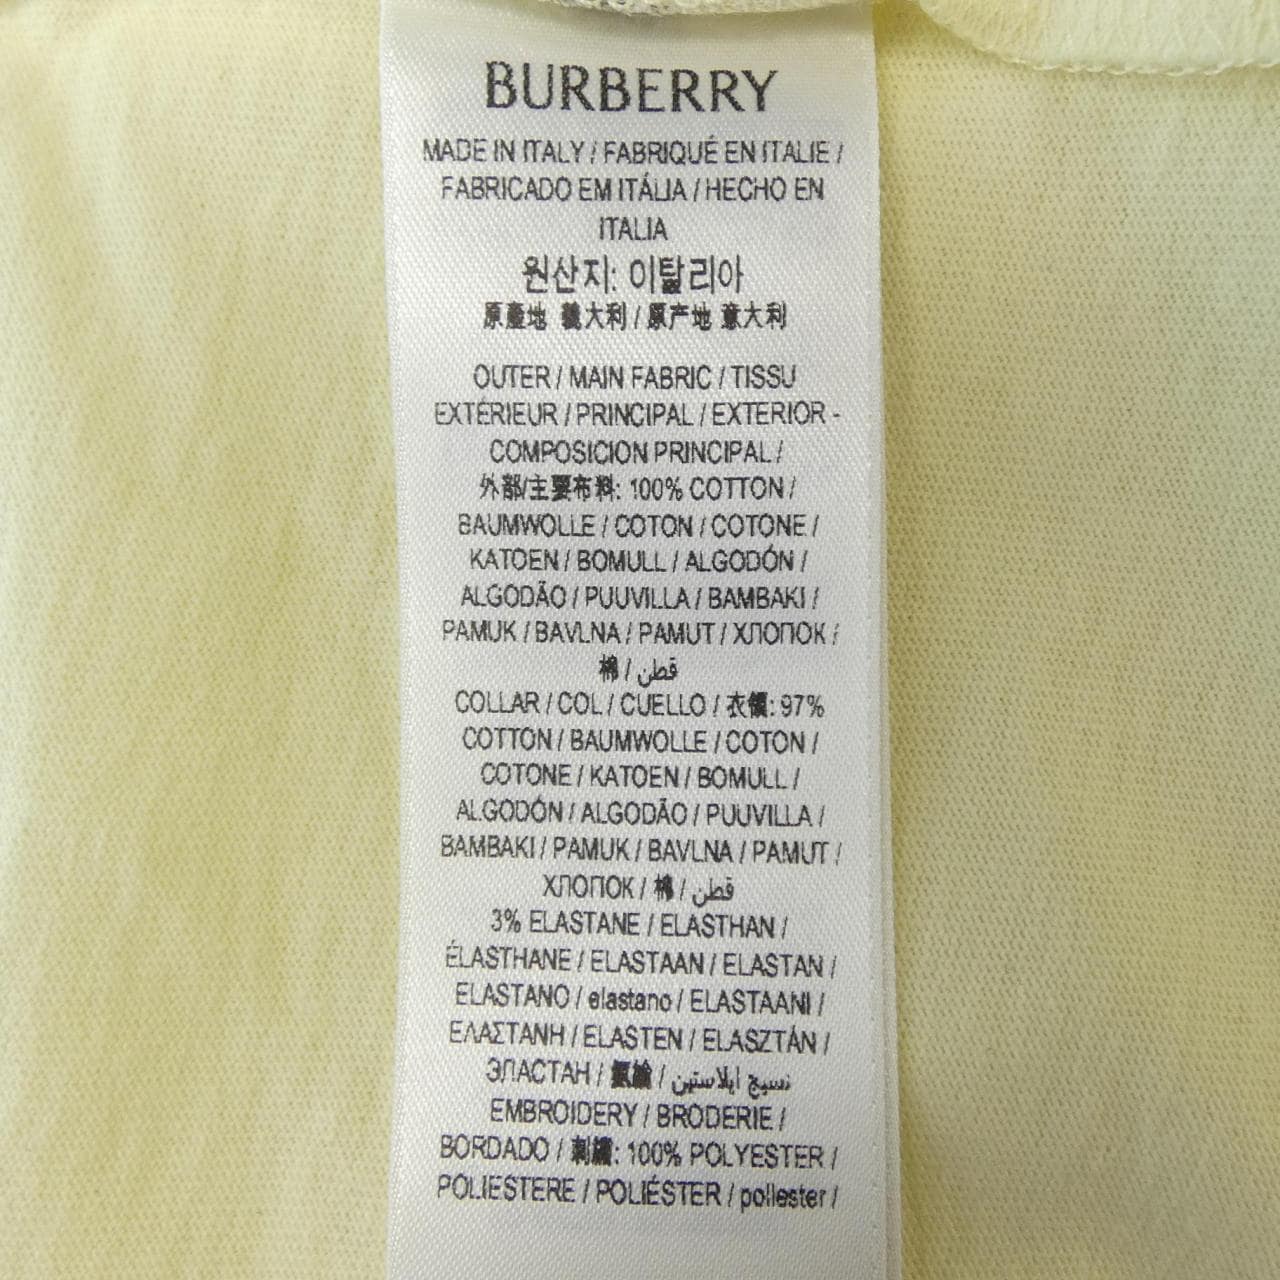 BURBERRY
MADE IN ITALY / FABRIQUÉ EN ITALIE /
FABRICADO EM ITÁLIA / HECHO EN
ITALIA
원산지: 이탈리아
原產地 義大利 / 原产地 意大利
OUTER / MAIN FABRIC / TISSU
EXTÉRIEUR / PRINCIPAL / EXTERIOR -
COMPOSICION PRINCIPAL /
外部/主要布料: 100% COTTON /
BAUMWOLLE / COTON / COTONE /
KATOEN / BOMULL / ALGODÓN /
ALGODÃO / PUUVILLA / BAMBAKI /
PAMUK / BAVLNA / PAMUT / ХЛОПОК /
棉 / قطن
COLLAR / COL / CUELLO / 衣領: 97%
COTTON / BAUMWOLLE / COTON /
COTONE / KATOEN / BOMULL /
ALGODÓN / ALGODÃO / PUUVILLA /
BAMBAKI / PAMUK / BAVLNA / PAMUT /
ХЛОПОК / 棉 / قطن
3% ELASTANE / ELASTHAN /
ÉLASTHANE / ELASTAAN / ELASTAN /
ELASTANO / elastano / ELASTAANI /
ΕΛΑΣΤΑΝΗ / ELASTEN / ELASZTÁN /
ЭЛАСТАН / 氨綸 / نسيج إيلاستين
EMBROIDERY / BRODERIE /
BORDADO / 刺繡: 100% POLYESTER /
POLIESTERE / POLIÉSTER / poliester /